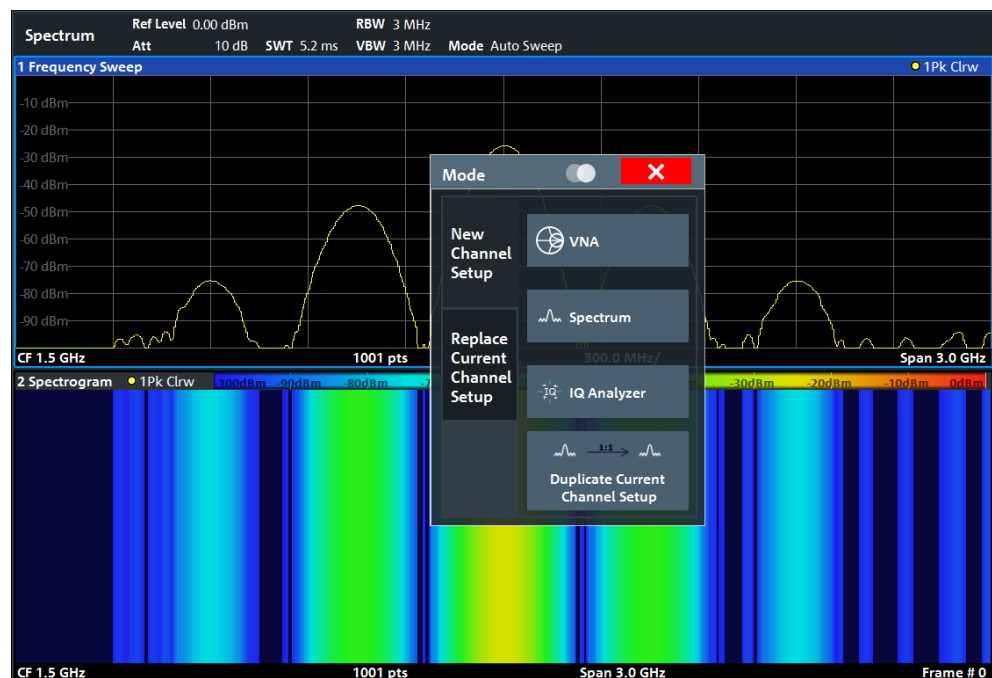 Spectrum
Ref Level 0.00 dBm RBW 3 MHz
Att 10 dB SWT 5.2 ms VBW 3 MHz Mode Auto Sweep
1 Frequency Sweep 1Pk Clrw
-10 dBm
-20 dBm
-30 dBm
-40 dBm
-50 dBm
-60 dBm
-70 dBm
-80 dBm
-90 dBm
CF 1.5 GHz 1001 pts 300.0 MHz/ Span 3.0 GHz
Mode
New
Channel
Setup
Replace
Current
Channel
Setup
VNA
Spectrum
IQ IQ Analyzer
1:1
Duplicate Current
Channel Setup
2 Spectrogram 1Pk Clrw -100dBm -90dBm -80dBm -30dBm -20dBm -10dBm 0dBm
CF 1.5 GHz 1001 pts Span 3.0 GHz Frame # 0